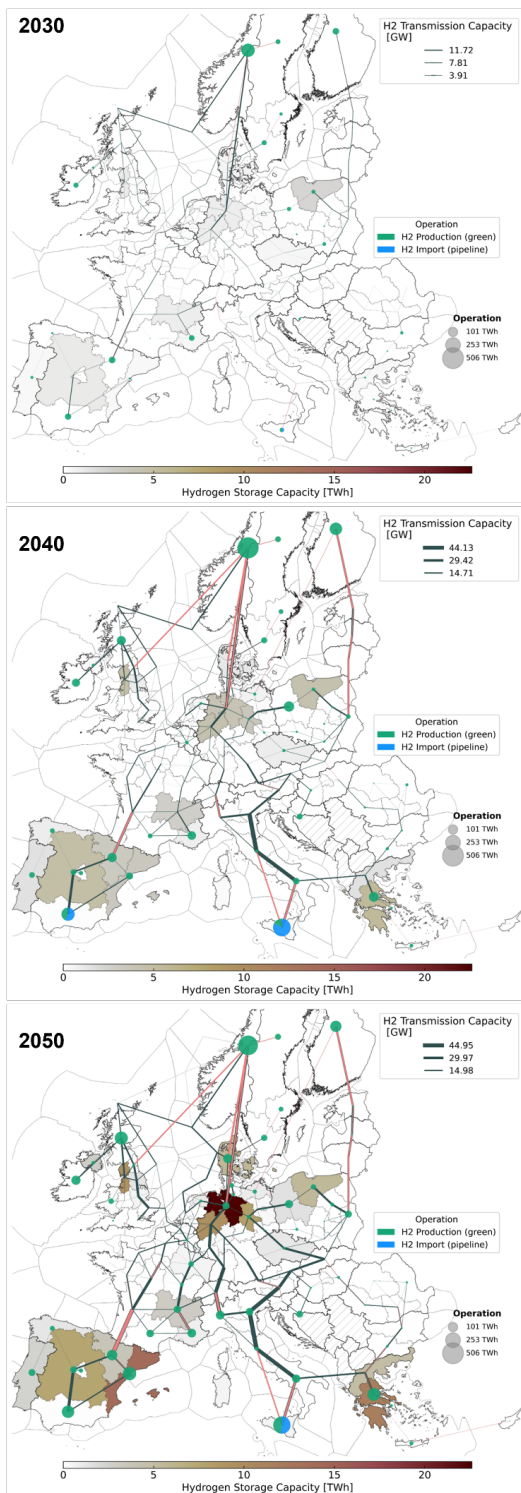 2030
H2 Transmission Capacity
[GW]
11.72
7.81
3.91
Operation
H2 Production (green)
H2 Import (pipeline)
Operation
101 TWh
253 TWh
506 TWh
0 5 10 15 20
Hydrogen Storage Capacity [TWh]
2040
H2 Transmission Capacity
[GW]
44.13
29.42
14.71
Operation
H2 Production (green)
H2 Import (pipeline)
Operation
101 TWh
253 TWh
506 TWh
0 5 10 15 20
Hydrogen Storage Capacity [TWh]
2050
H2 Transmission Capacity
[GW]
44.95
29.97
14.98
Operation
H2 Production (green)
H2 Import (pipeline)
Operation
101 TWh
253 TWh
506 TWh
0 5 10 15 20
Hydrogen Storage Capacity [TWh]